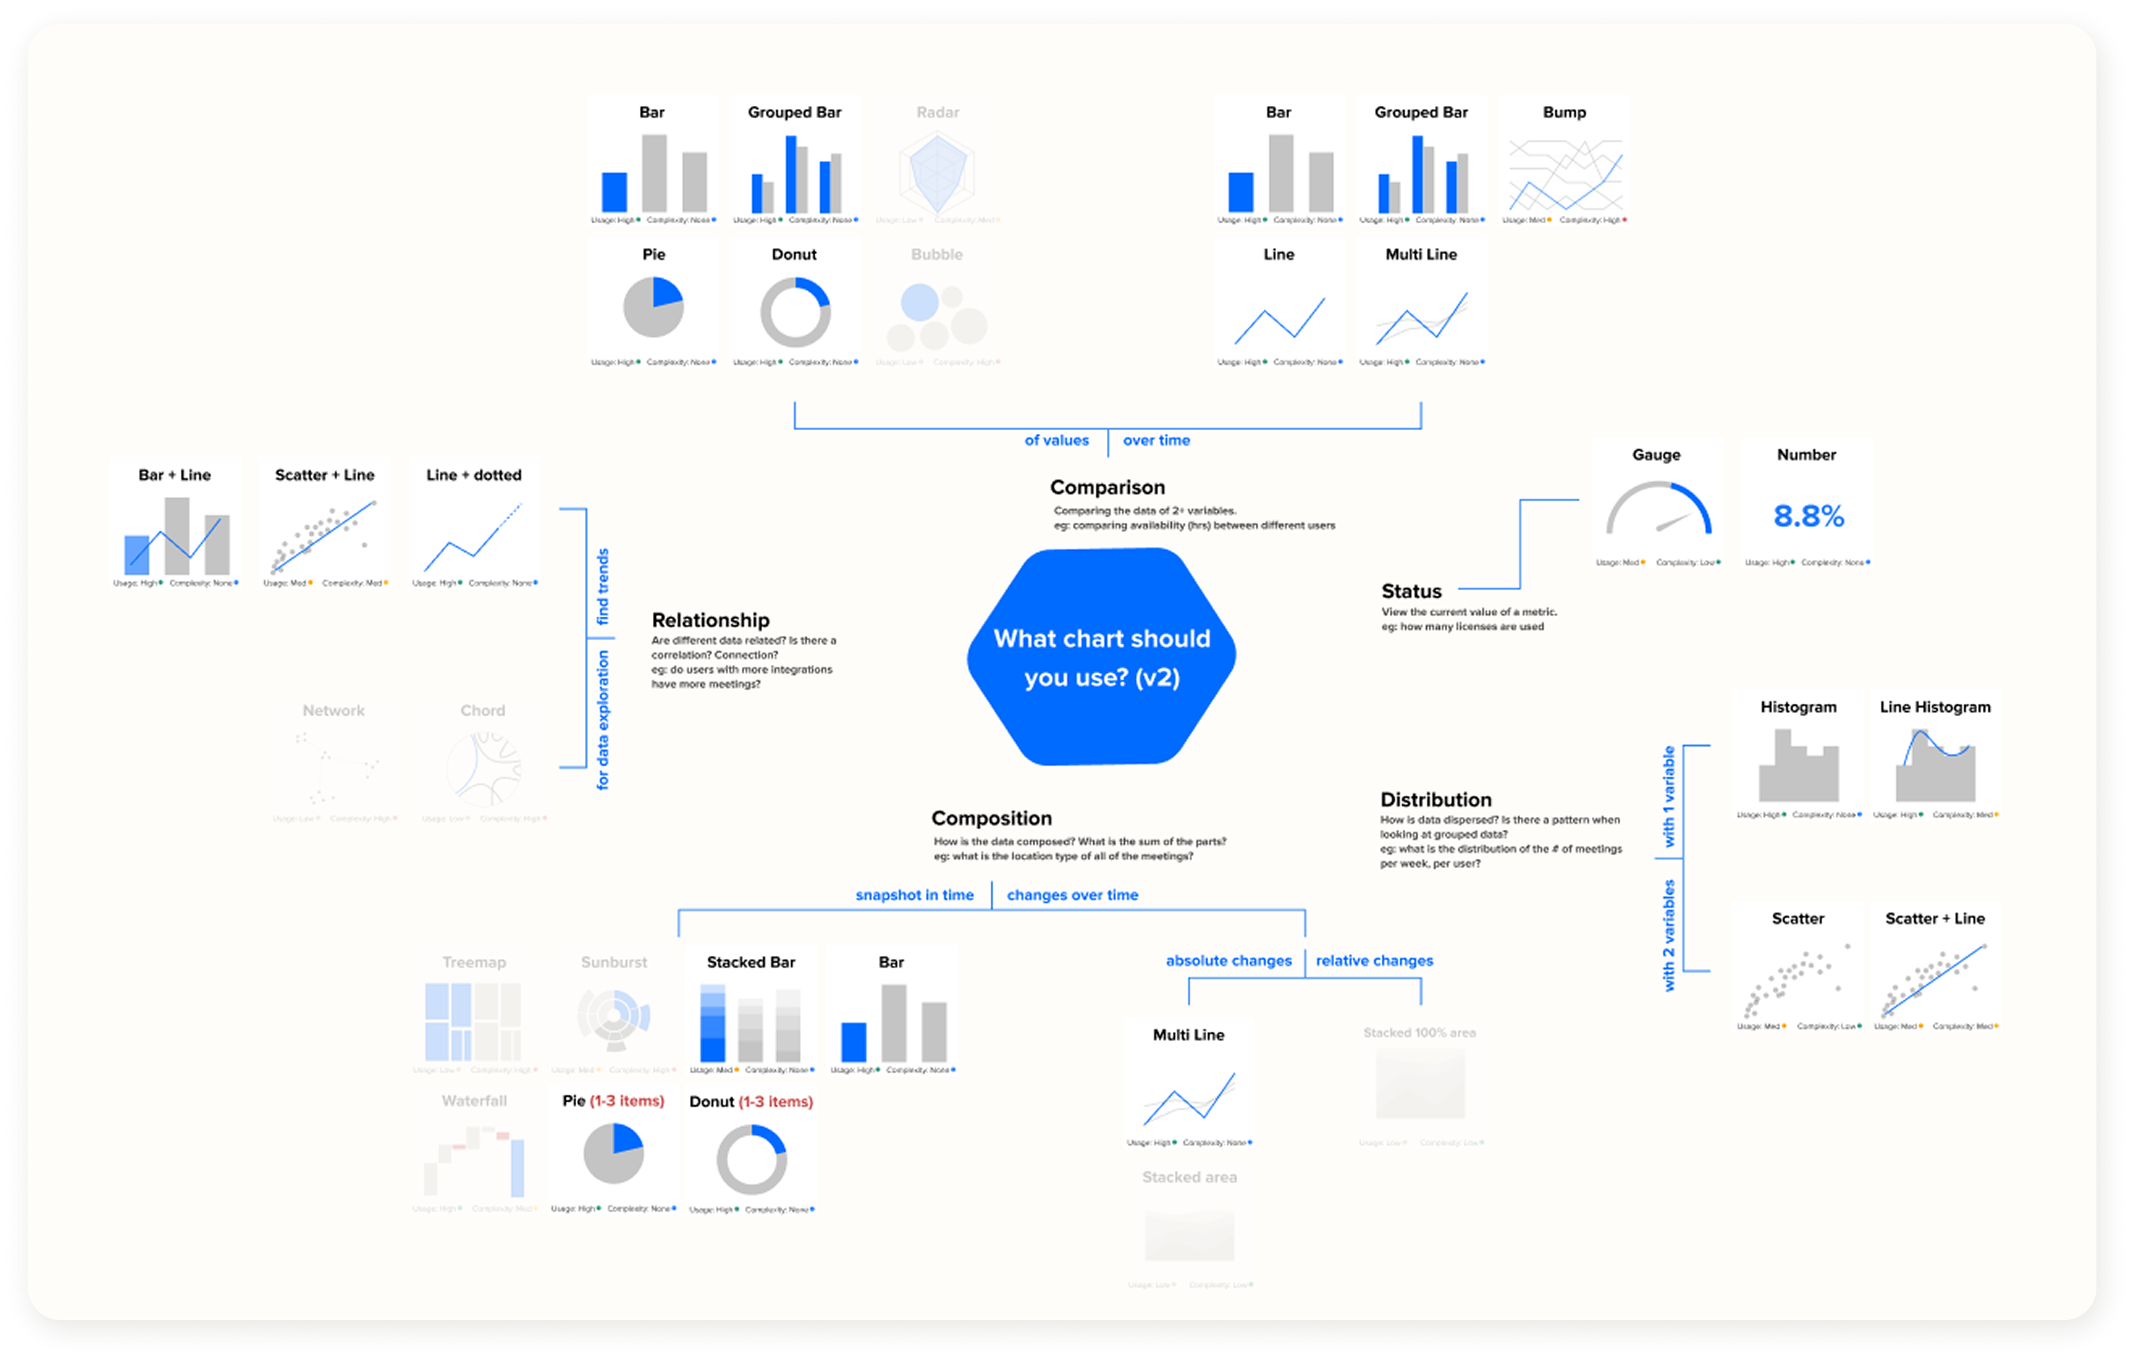 Bar
Usage: High
Complexity: None
Grouped Bar
Usage: High
Complexity: None
Radar
Usage: Low
Complexity: Med
Bar
Usage: High
Complexity: None
Grouped Bar
Usage: High
Complexity: None
Bump
Usage: Med
Complexity: High
Pie
Usage: High
Complexity: None
Donut
Usage: High
Complexity: None
Bubble
Usage: Low
Complexity: High
Line
Usage: High
Complexity: None
Multi Line
Usage: High
Complexity: None
of values
over time
Comparison
Comparing the data of 2+ variables.
eg: comparing availability (hrs) between different users
Bar + Line
Usage: High
Complexity: None
Scatter + Line
Usage: Med
Complexity: Med
Line + dotted
Usage: High
Complexity: None
find trends
for data exploration
Relationship
Are different data related? Is there a
correlation? Connection?
eg: do users with more integrations
have more meetings?
Network
Usage: Low
Complexity: High
Chord
Usage: Low
Complexity: High
What chart should
you use? (v2)
Gauge
Usage: Med
Complexity: Low
Number
8.8%
Usage: High
Complexity: None
Status
View the current value of a metric.
eg: how many licenses are used
Histogram
Usage: High
Complexity: None
Line Histogram
Usage: High
Complexity: Med
with 1 variable
with 2 variables
Distribution
How is data dispersed? Is there a pattern when
looking at grouped data?
eg: what is the distribution of the # of meetings
per week, per user?
Scatter
Usage: Med
Complexity: Low
Scatter + Line
Usage: Med
Complexity: Med
Composition
How is the data composed? What is the sum of the parts?
eg: what is the location type of all of the meetings?
snapshot in time
changes over time
Treemap
Usage: Low
Complexity: High
Sunburst
Usage: Med
Complexity: High
Stacked Bar
Usage: Med
Complexity: None
Bar
Usage: High
Complexity: None
Waterfall
Usage: High
Complexity: Med
Pie (1-3 items)
Usage: High
Complexity: None
Donut (1-3 items)
Usage: High
Complexity: None
absolute changes
relative changes
Multi Line
Usage: High
Complexity: None
Stacked 100% area
Usage: Low
Complexity: Low
Stacked area
Usage: Low
Complexity: Low